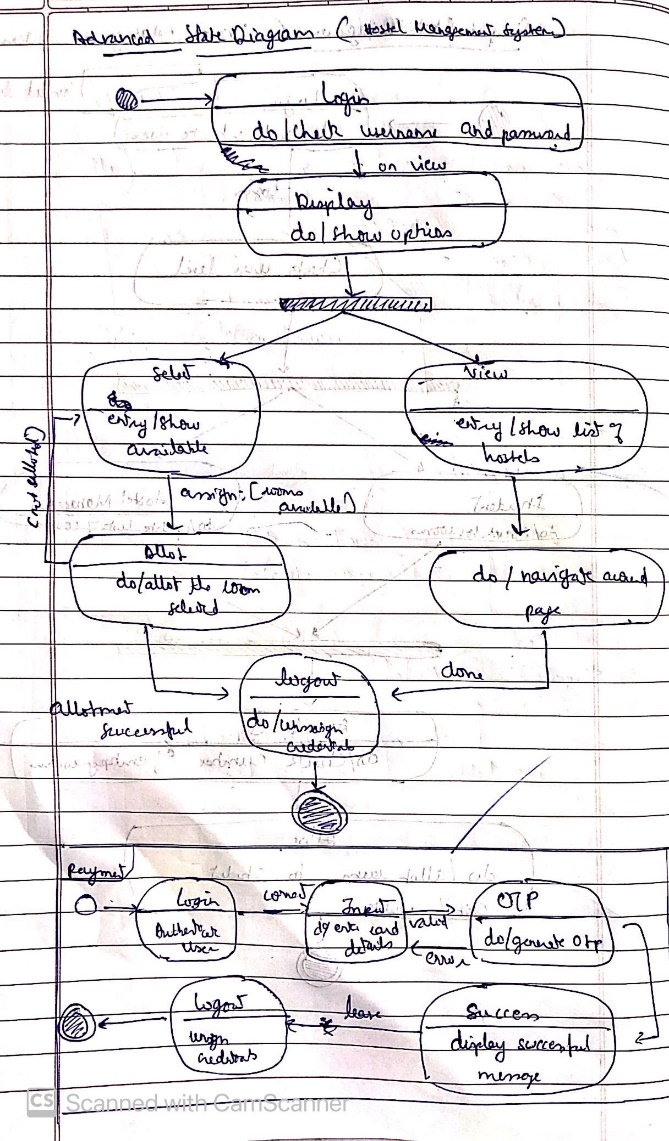 Advanced State Diagram (Hostel Mangement System)
Login
do/check username and password
on view
Display
do/show options
select
View
entry/show
available
entry/show list of
hostels
assign: [rooms
available]
(not alloted)
Allot
do/allot the room
selected
do/navigate around
page
logout
done
do/unassign
credentials
allotment
successful
Payment
Login
correct
Input
OTP
Authenticate
User
do/enter card
details
valid
error
do/generate OTP
logout
leave
Success
unsign
credentials
display successful
message
CS Scanned with CamScanner